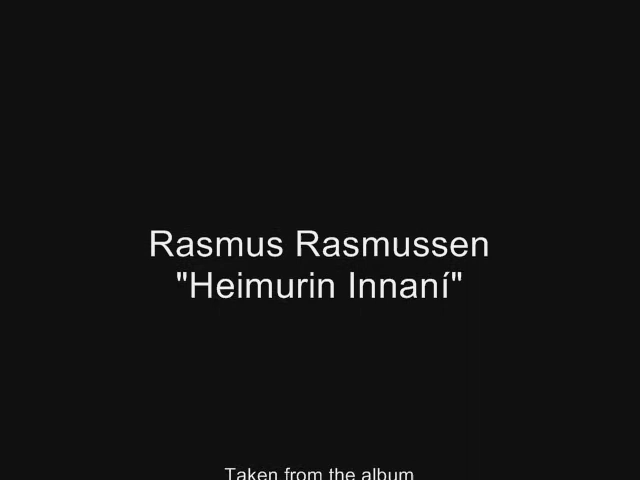 Rasmus Rasmussen
"Heimurin Innaní"
Taken from the album